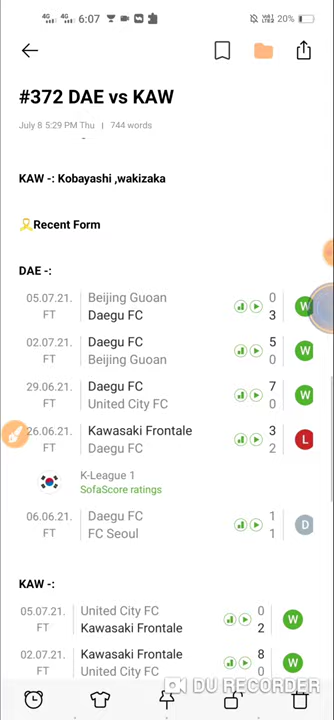 4G 4G 6:07 20%
#372 DAE vs KAW
July 8 5:29 PM Thu | 744 words
KAW -: Kobayashi ,wakizaka
🎗️Recent Form
DAE -:
05.07.21. Beijing Guoan 0
FT Daegu FC 3 W
02.07.21. Daegu FC 5
FT Beijing Guoan 0 W
29.06.21. Daegu FC 7
FT United City FC 0 W
26.06.21. Kawasaki Frontale 3
FT Daegu FC 2 L
K-League 1
SofaScore ratings
06.06.21. Daegu FC 1
FT FC Seoul 1 D
KAW -:
05.07.21. United City FC 0
FT Kawasaki Frontale 2 W
02.07.21. Kawasaki Frontale 8
FT United City FC 0 W
DU RECORDER